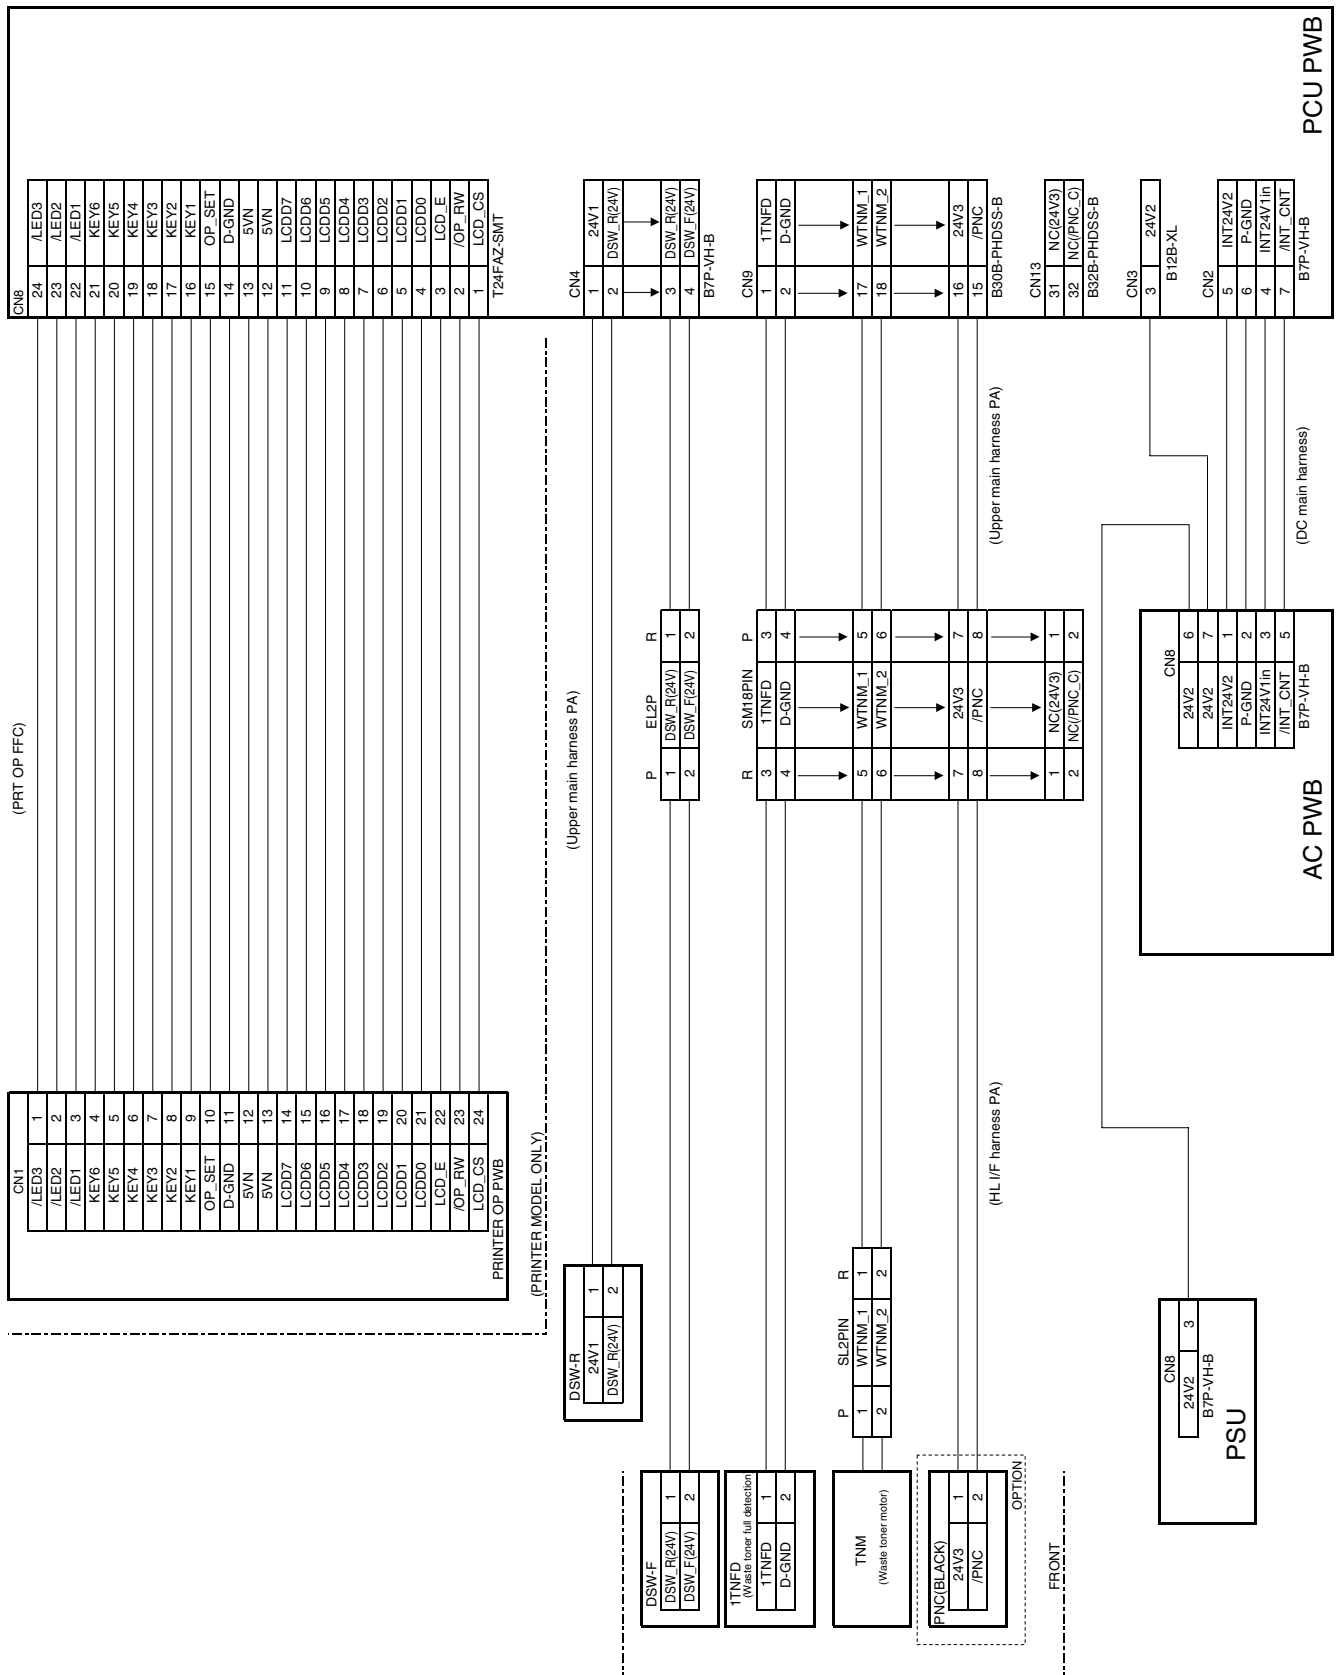 PCU PWB
CN8
24 /LED3
23 /LED2
22 /LED1
21 KEY6
20 KEY5
19 KEY4
18 KEY3
17 KEY2
16 KEY1
15 OP_SET
14 D-GND
13 5VN
12 5VN
11 LCDD7
10 LCDD6
9 LCDD5
8 LCDD4
7 LCDD3
6 LCDD2
5 LCDD1
4 LCDD0
3 LCD_E
2 /OP_RW
1 LCD_CS
T24FAZ-SMT
CN4
1 24V1
2 DSW_R(24V)
3 DSW_R(24V)
4 DSW_F(24V)
B7P-VH-B
CN9
1 1TNFD
2 D-GND
17 WTNM_1
18 WTNM_2
16 24V3
15 /PNC
B30B-PHDSS-B
CN13
31 NC(24V3)
32 NC(/PNC_C)
B32B-PHDSS-B
CN3
3 24V2
B12B-XL
CN2
5 INT24V2
6 P-GND
4 INT24V1in
7 /INT_CNT
B7P-VH-B
(PRT OP FFC)
(Upper main harness PA)
(Upper main harness PA)
(DC main harness)
P EL2P R
1 DSW_R(24V) 1
2 DSW_F(24V) 2
R SM18PIN P
3 1TNFD 3
4 D-GND 4
5 WTNM_1 5
6 WTNM_2 6
7 24V3 7
8 /PNC 8
1 NC(24V3) 1
2 NC(/PNC_C) 2
CN8
24V2 6
24V2 7
INT24V2 1
P-GND 2
INT24V1in 3
/INT_CNT 5
B7P-VH-B
AC PWB
CN1
/LED3 1
/LED2 2
/LED1 3
KEY6 4
KEY5 5
KEY4 6
KEY3 7
KEY2 8
KEY1 9
OP_SET 10
D-GND 11
5VN 12
5VN 13
LCDD7 14
LCDD6 15
LCDD5 16
LCDD4 17
LCDD3 18
LCDD2 19
LCDD1 20
LCDD0 21
LCD_E 22
/OP_RW 23
LCD_CS 24
PRINTER OP PWB
(PRINTER MODEL ONLY)
(HL I/F harness PA)
DSW-R
24V1 1
DSW_R(24V) 2
P SL2PIN R
1 WTNM_1 1
2 WTNM_2 2
CN8
24V2 3
B7P-VH-B
PSU
DSW-F
DSW_R(24V) 1
DSW_F(24V) 2
1TNFD
(Waste toner full detection
1TNFD 1
D-GND 2
TNM
(Waste toner motor)
PNC(BLACK)
24V3 1
/PNC 2
OPTION
FRONT